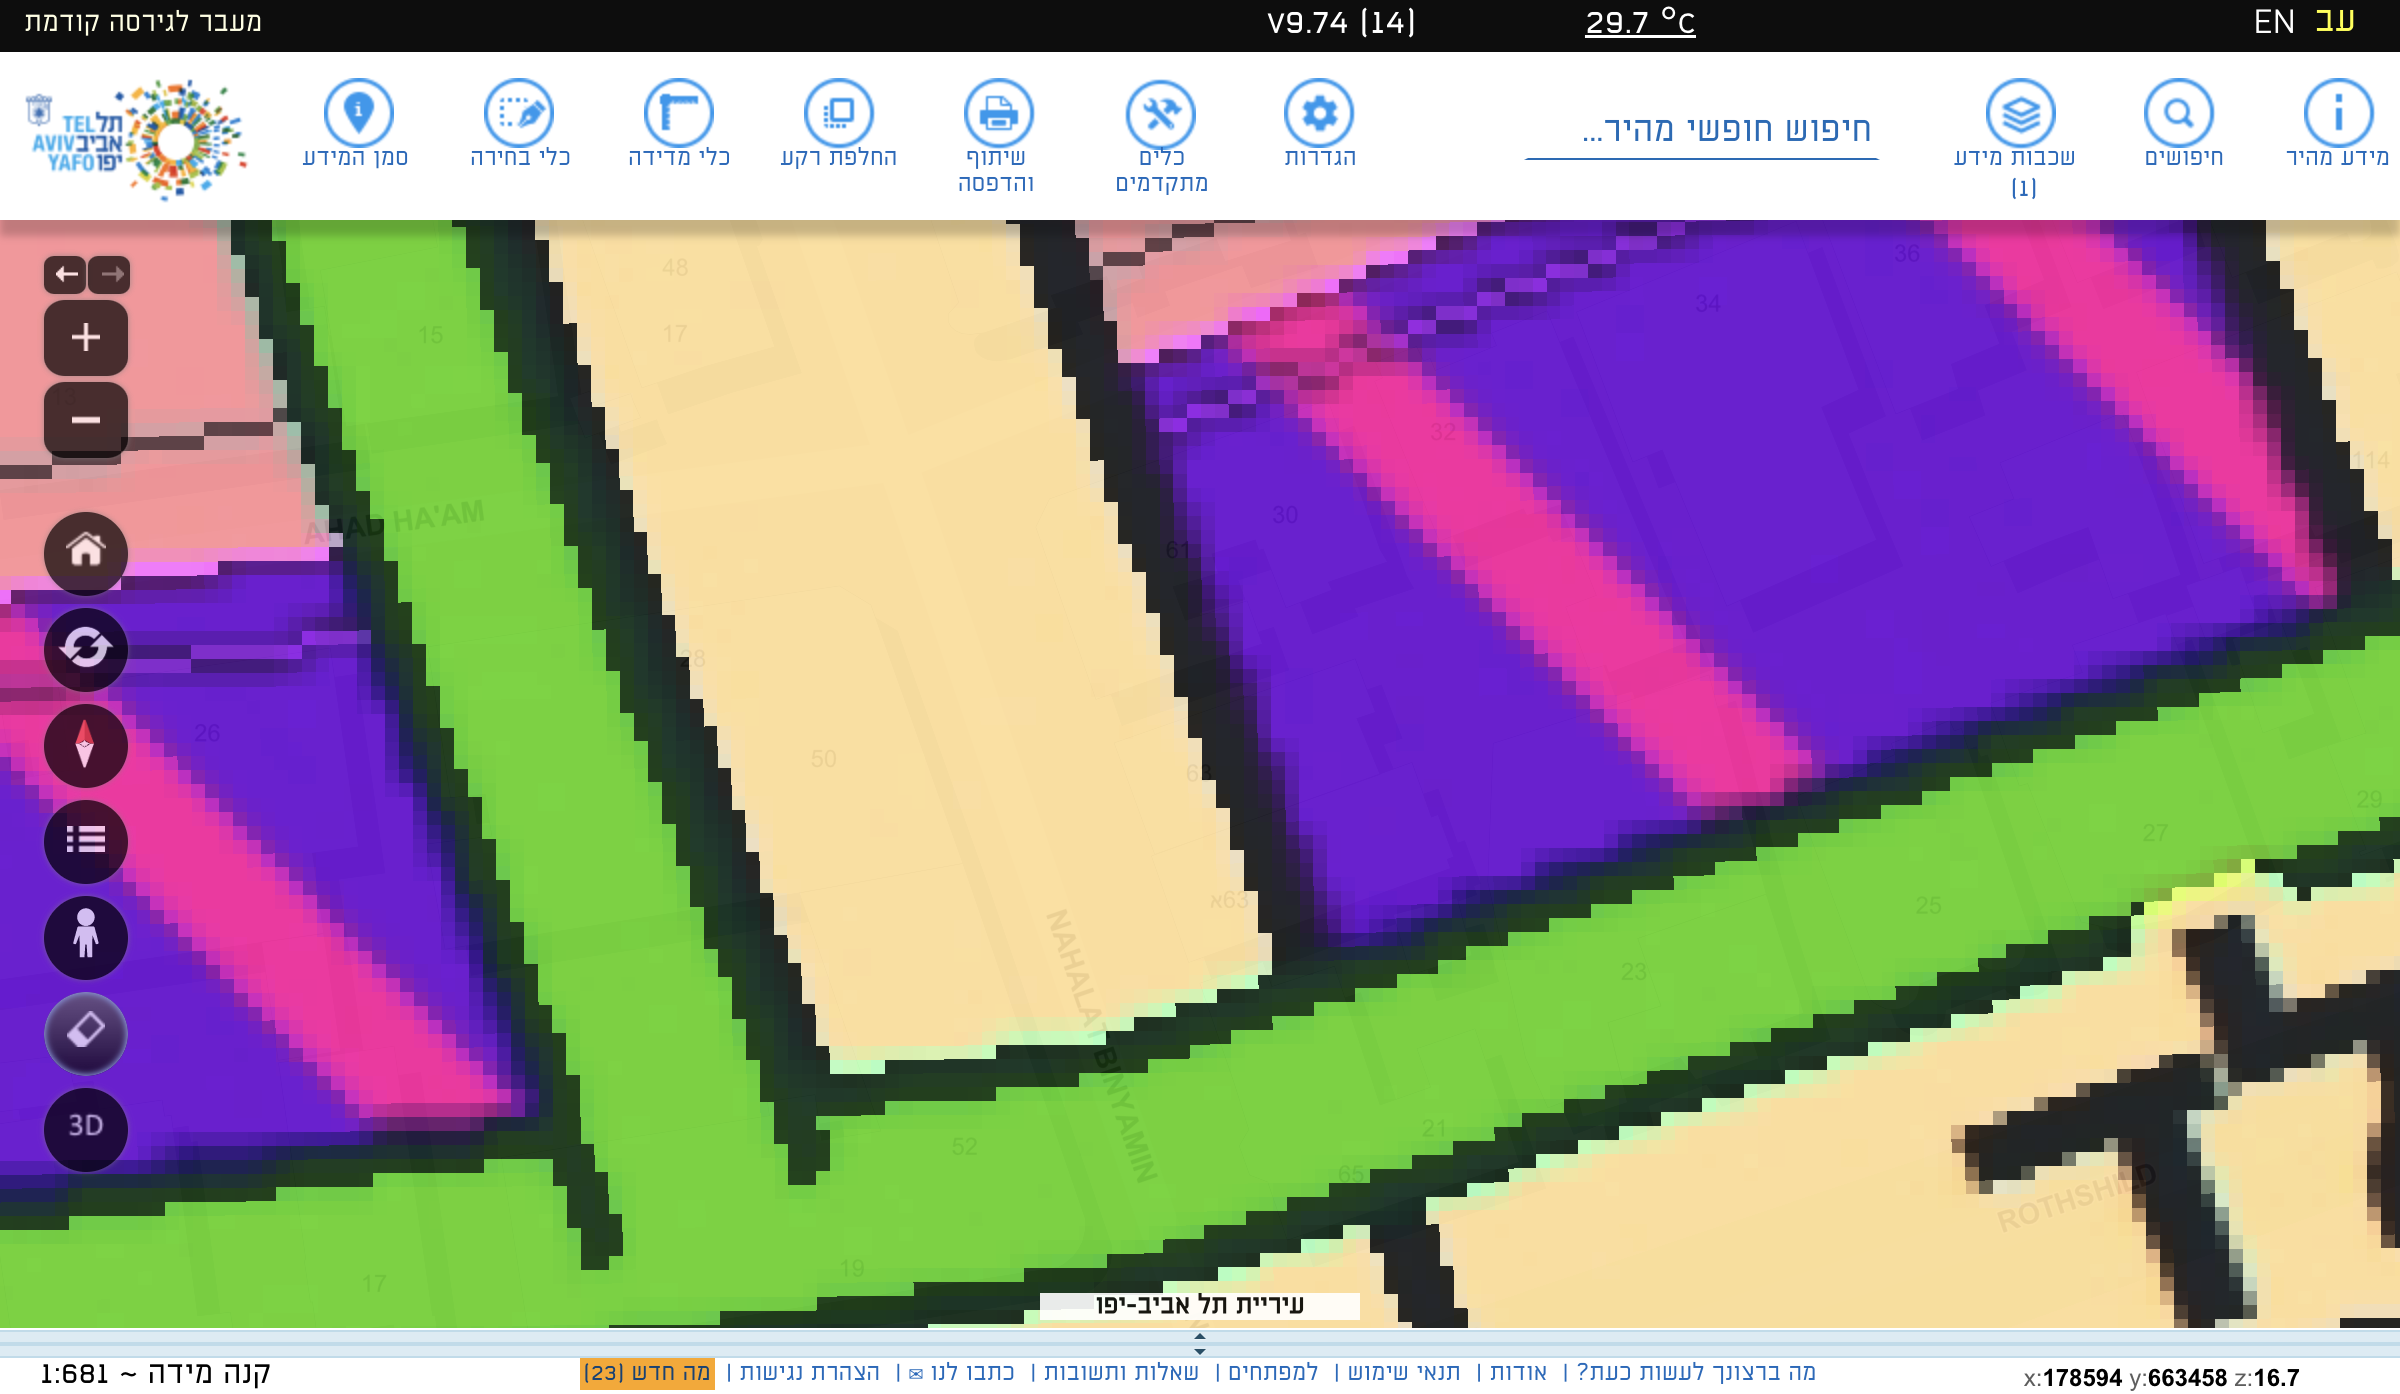 מעבר לגירסה קודמת
V9.74 (14)
29.7 °C
EN עב
TEL AVIV YAFO
תל אביב יפו
סמן המידע
כלי בחירה
כלי מדידה
החלפת רקע
שיתוף והדפסה
כלים מתקדמים
הגדרות
חיפוש חופשי מהיר...
שכבות מידע (1)
חיפושים
מידע מהיר
48
17
15
36
34
32
114
30
61
AHAD HA'AM
28
26
50
63
63א
29
27
25
23
NAHALAT BINYAMIN
52
21
65
ROTHSHILD
19
17
3D
עיריית תל אביב-יפו
קנה מידה ~ 1:681
מה ברצונך לעשות כעת? | אודות | תנאי שימוש | למפתחים | שאלות ותשובות | כתבו לנו ✉ | הצהרת נגישות | מה חדש (23)
x:178594 y:663458 z:16.7